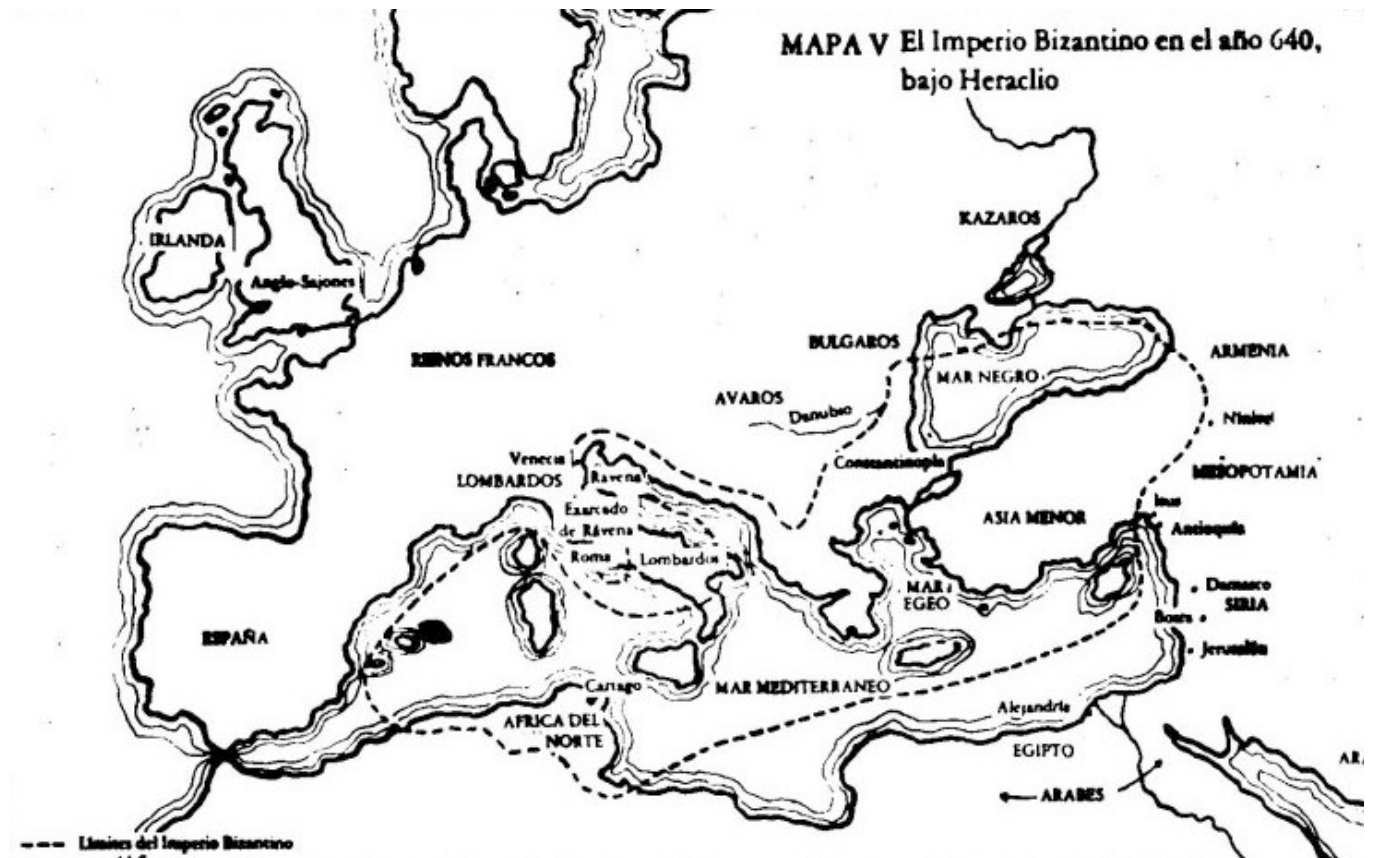 MAPA V El Imperio Bizantino en el año 640,
bajo Heraclio
KAZAROS
IRLANDA
Anglo-Sajones
BULGAROS
ARMENIA
REINOS FRANCOS
MAR NEGRO
AVAROS
Danubio
Constantinopla
MESOPOTAMIA
Venecia
LOMBARDOS
Ravena
Exarcado
de Rávena
Roma
Lombardos
ASIA MENOR
Isus
Antioquía
MAR
EGEO
Damasco
SIRIA
ESPAÑA
Jerusalén
Cartago
MAR MEDITERRANEO
AFRICA DEL
NORTE
Alejandría
EGIPTO
ARABES
--- Límites del Imperio Bizantino